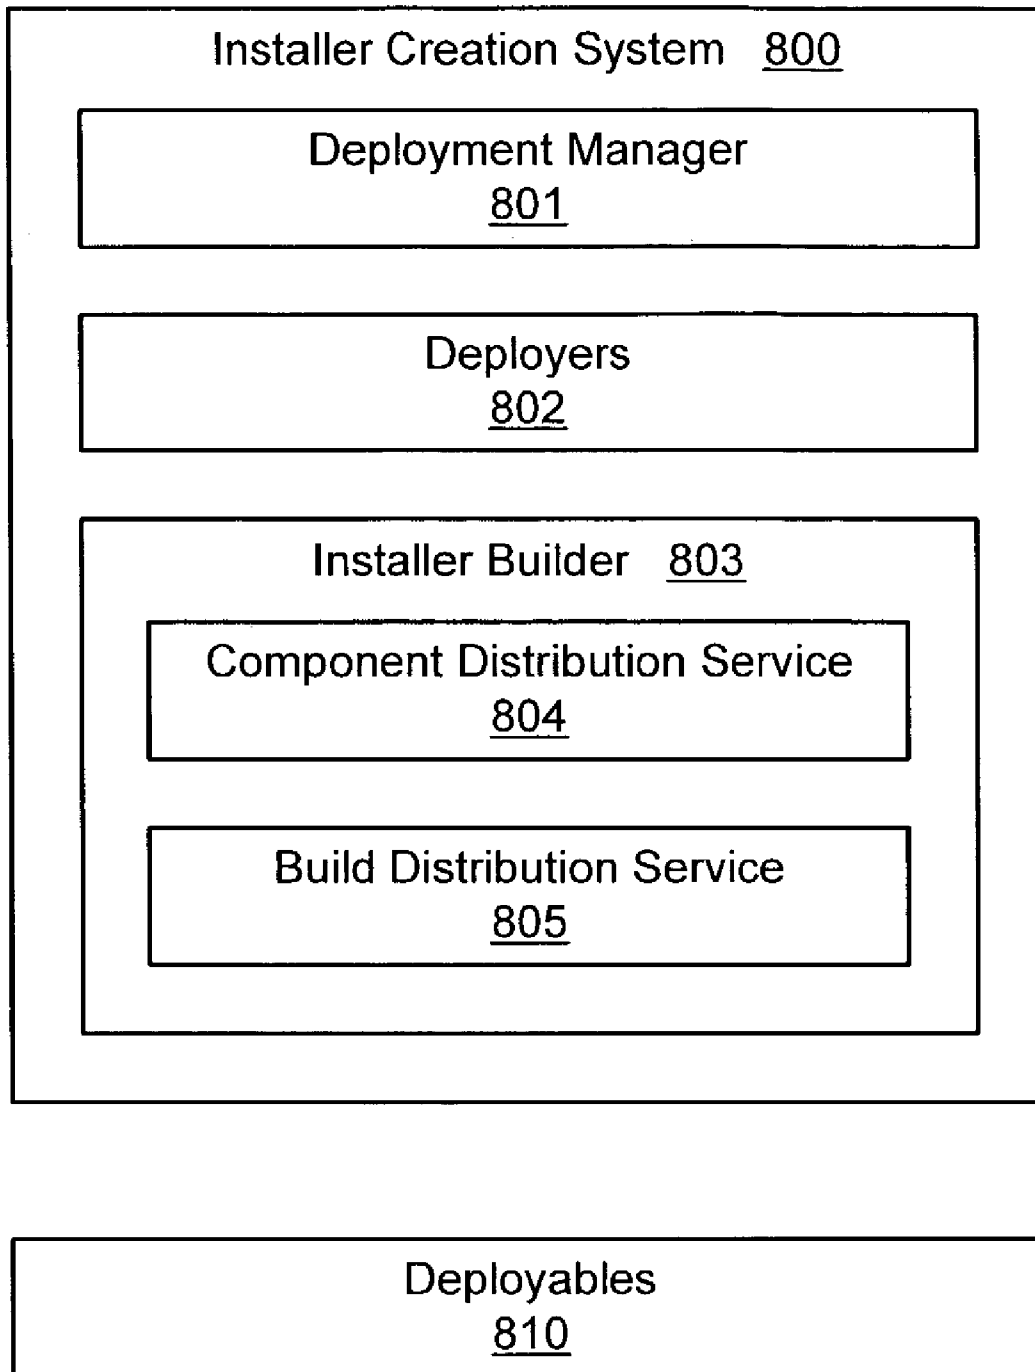 Installer Creation System 800
Deployment Manager
801
Deployers
802
Installer Builder 803
Component Distribution Service
804
Build Distribution Service
805
Deployables
810